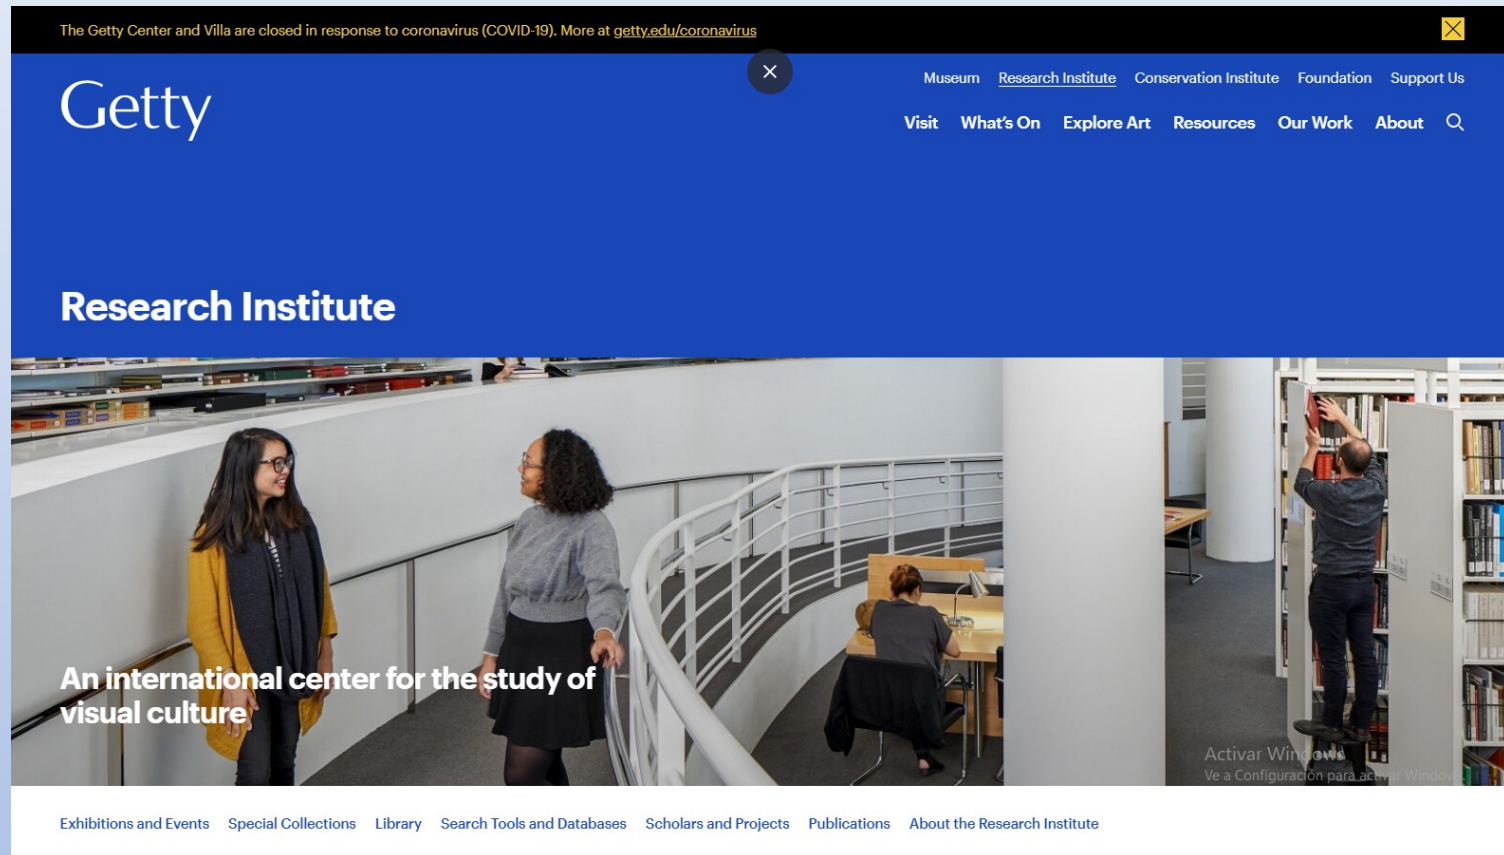 The Getty Center and Villa are closed in response to coronavirus (COVID-19). More at getty.edu/coronavirus
Getty
Museum Research Institute Conservation Institute Foundation Support Us
Visit What's On Explore Art Resources Our Work About
Research Institute
An international center for the study of
visual culture
Activar Windows
Ve a Configuración para activar Windows.
Exhibitions and Events Special Collections Library Search Tools and Databases Scholars and Projects Publications About the Research Institute